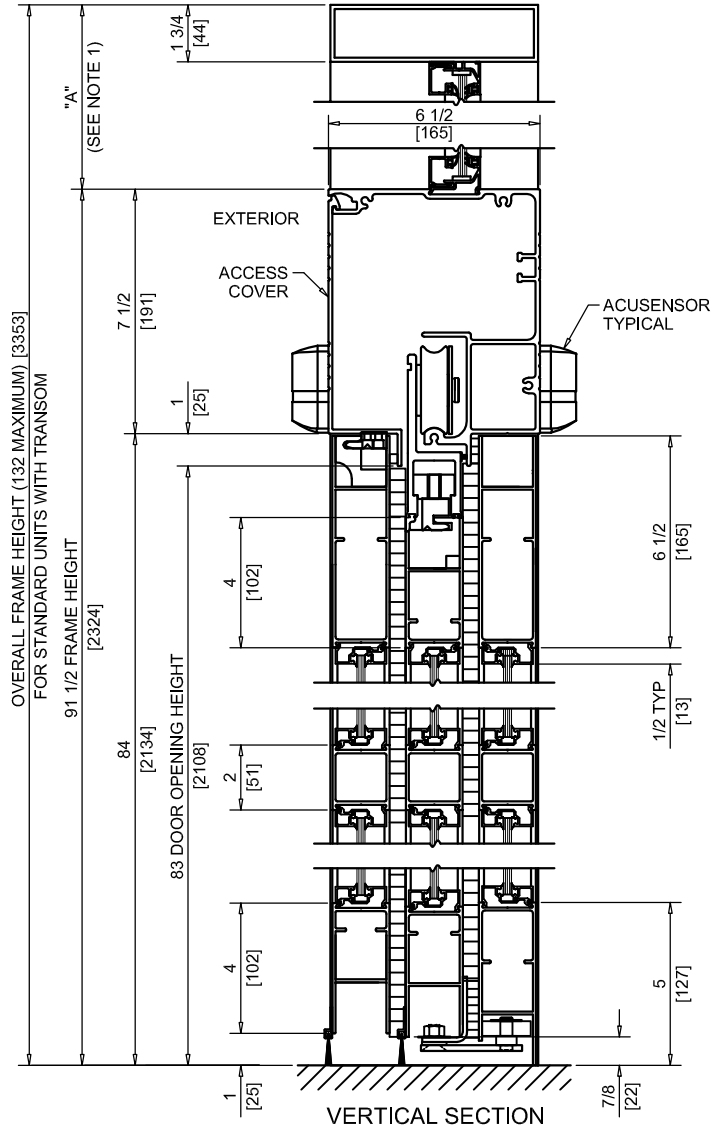 1 3/4
[44]
"A"
(SEE NOTE 1)
6 1/2
[165]
EXTERIOR
ACCESS
COVER
ACUSENSOR
TYPICAL
7 1/2
[191]
1
[25]
OVERALL FRAME HEIGHT (132 MAXIMUM) [3353]
FOR STANDARD UNITS WITH TRANSOM
91 1/2 FRAME HEIGHT
[2324]
84
[2134]
83 DOOR OPENING HEIGHT
[2108]
4
[102]
6 1/2
[165]
1/2 TYP
[13]
2
[51]
4
[102]
5
[127]
1
[25]
7/8
[22]
VERTICAL SECTION